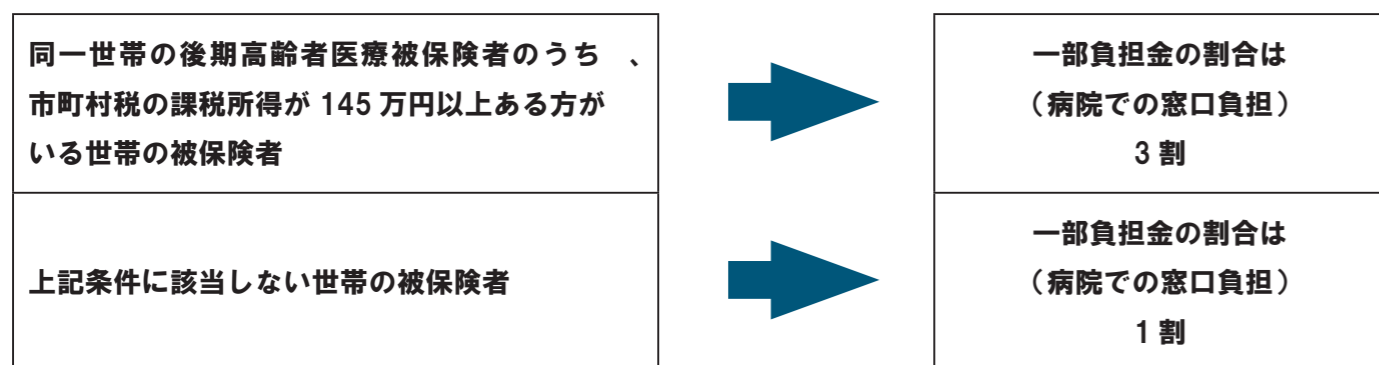 同一世帯の後期高齢者医療被保険者のうち 、
市町村税の課税所得が 145 万円以上ある方が
いる世帯の被保険者
一部負担金の割合は
（病院での窓口負担）
3 割
上記条件に該当しない世帯の被保険者
一部負担金の割合は
（病院での窓口負担）
1 割